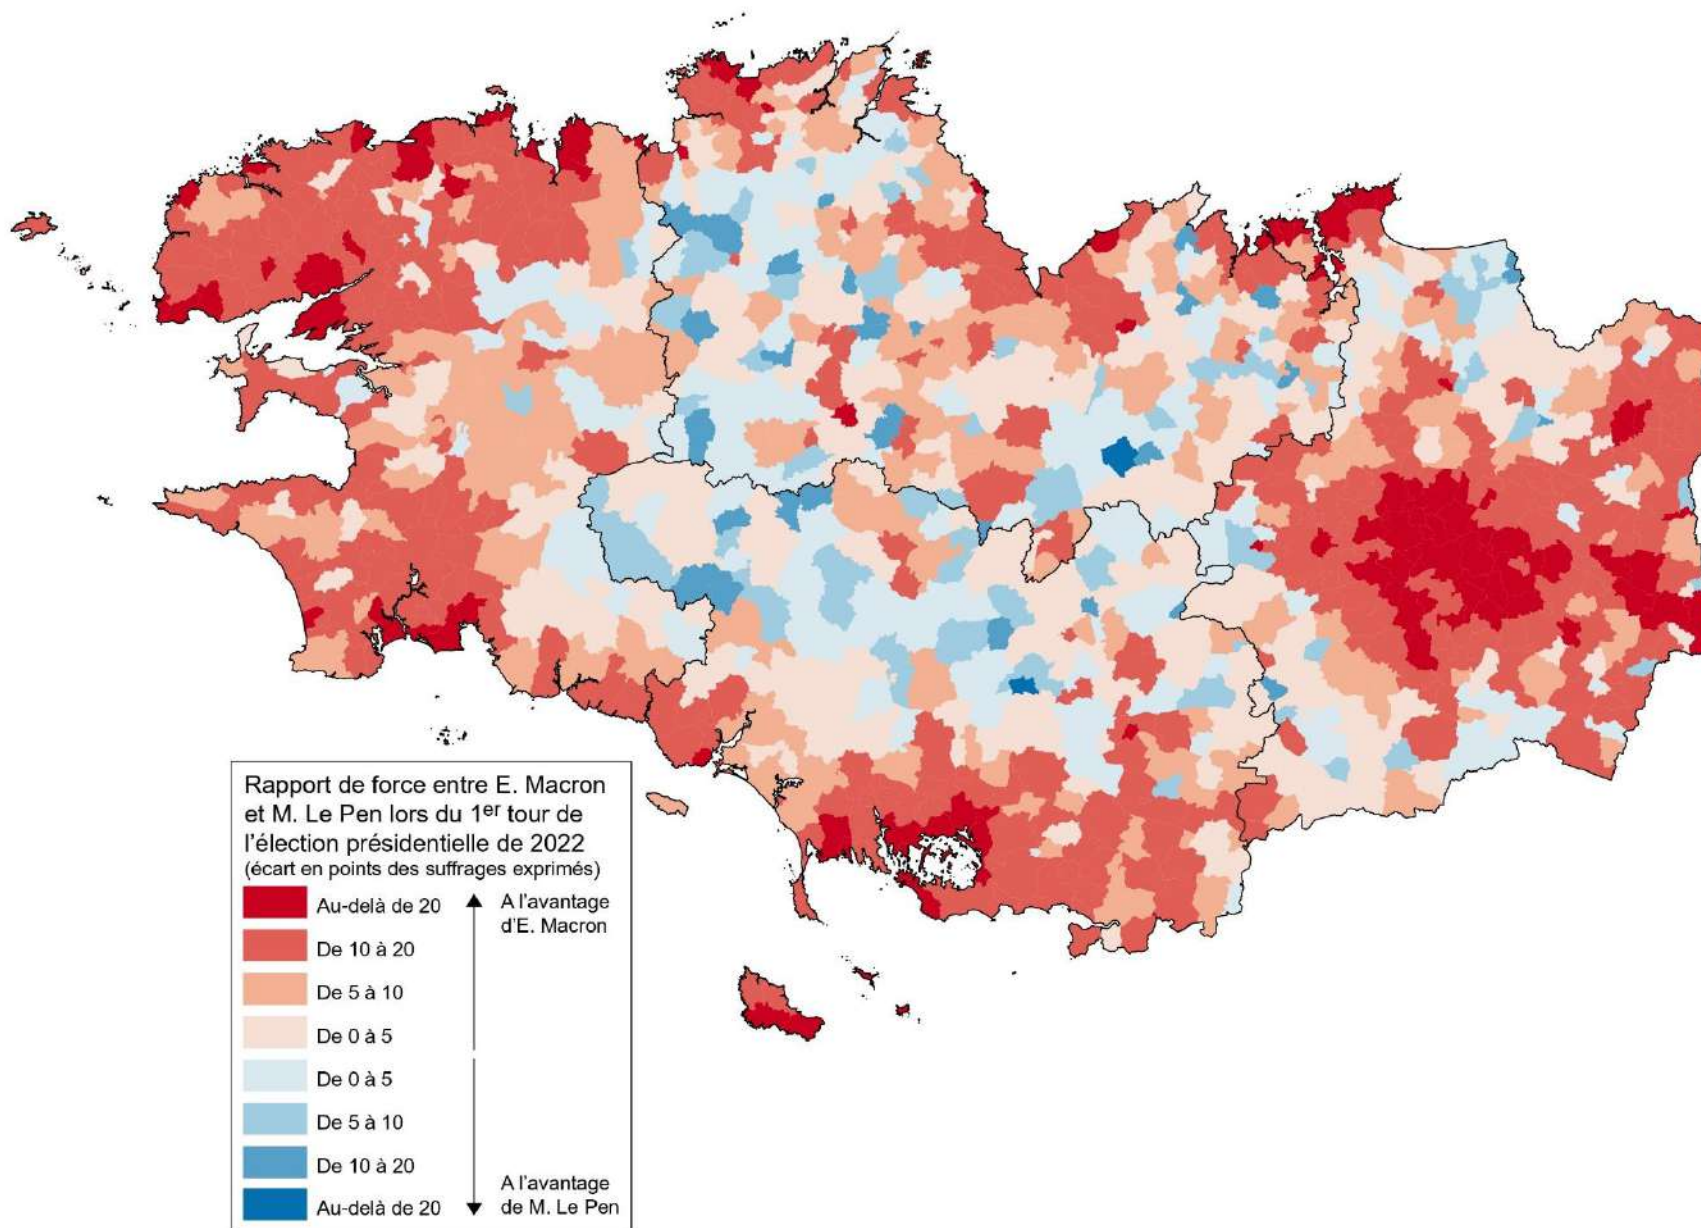 Rapport de force entre E. Macron
et M. Le Pen lors du 1er tour de
l'élection présidentielle de 2022
(écart en points des suffrages exprimés)
Au-delà de 20
A l'avantage
d'E. Macron
De 10 à 20
De 5 à 10
De 0 à 5
De 0 à 5
De 5 à 10
De 10 à 20
A l'avantage
de M. Le Pen
Au-delà de 20